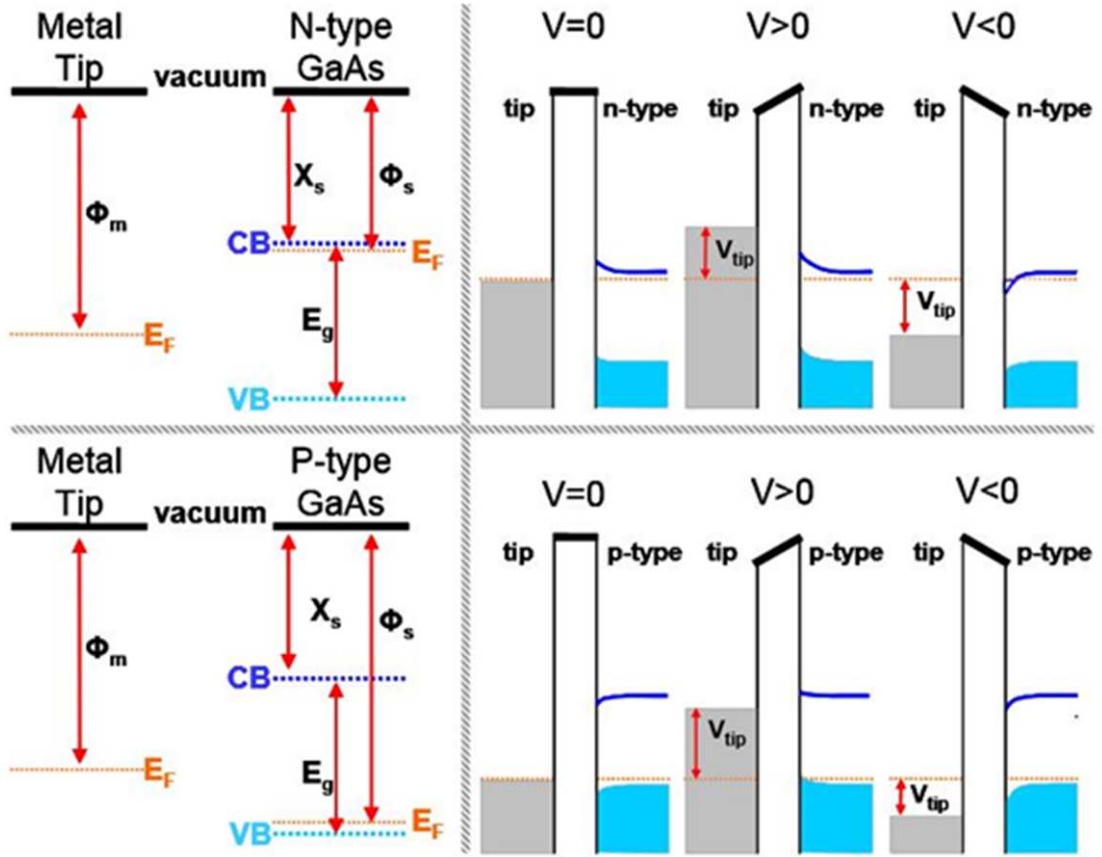 Metal
Tip
vacuum
N-type
GaAs
Φm
Xs
Φs
CB
EF
EF
Eg
VB
V=0
V>0
V<0
tip
n-type
tip
n-type
tip
n-type
Vtip
Vtip
Metal
Tip
vacuum
P-type
GaAs
Φm
Xs
Φs
CB
EF
Eg
EF
VB
V=0
V>0
V<0
tip
p-type
tip
p-type
tip
p-type
Vtip
Vtip